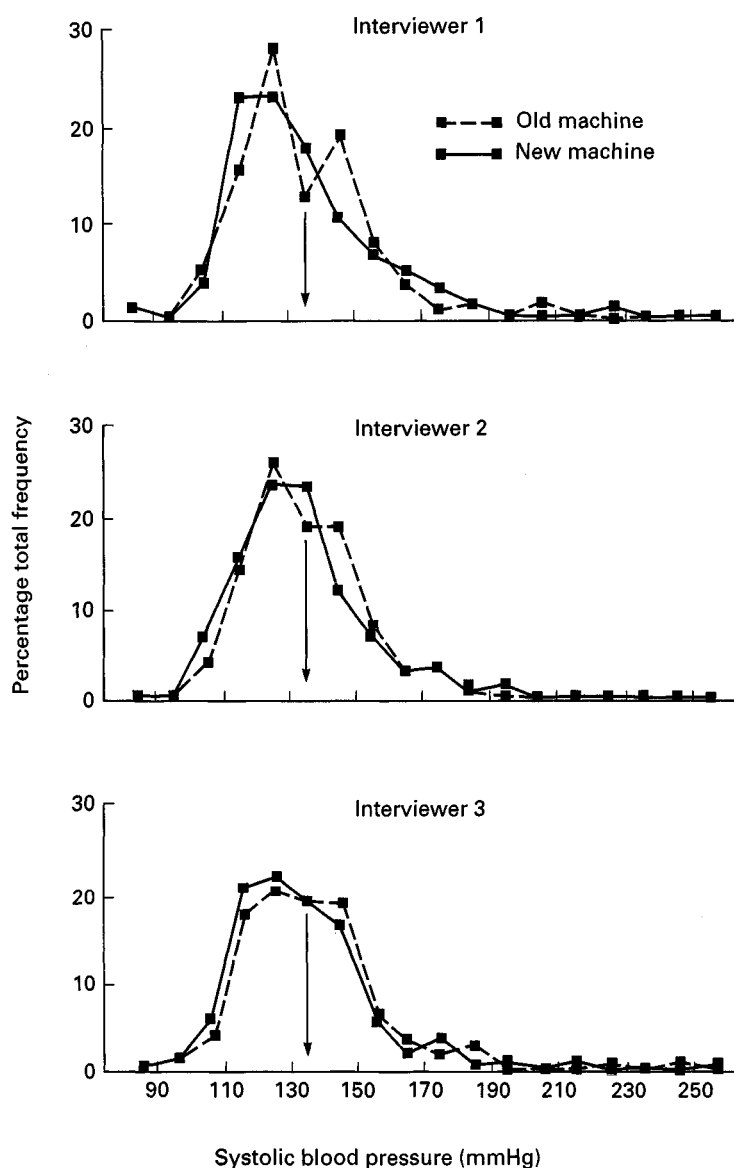 Interviewer 1
30
20
10
0
Old machine
New machine
Interviewer 2
30
20
10
0
Percentage total frequency
Interviewer 3
30
20
10
0
90 110 130 150 170 190 210 230 250
Systolic blood pressure (mmHg)